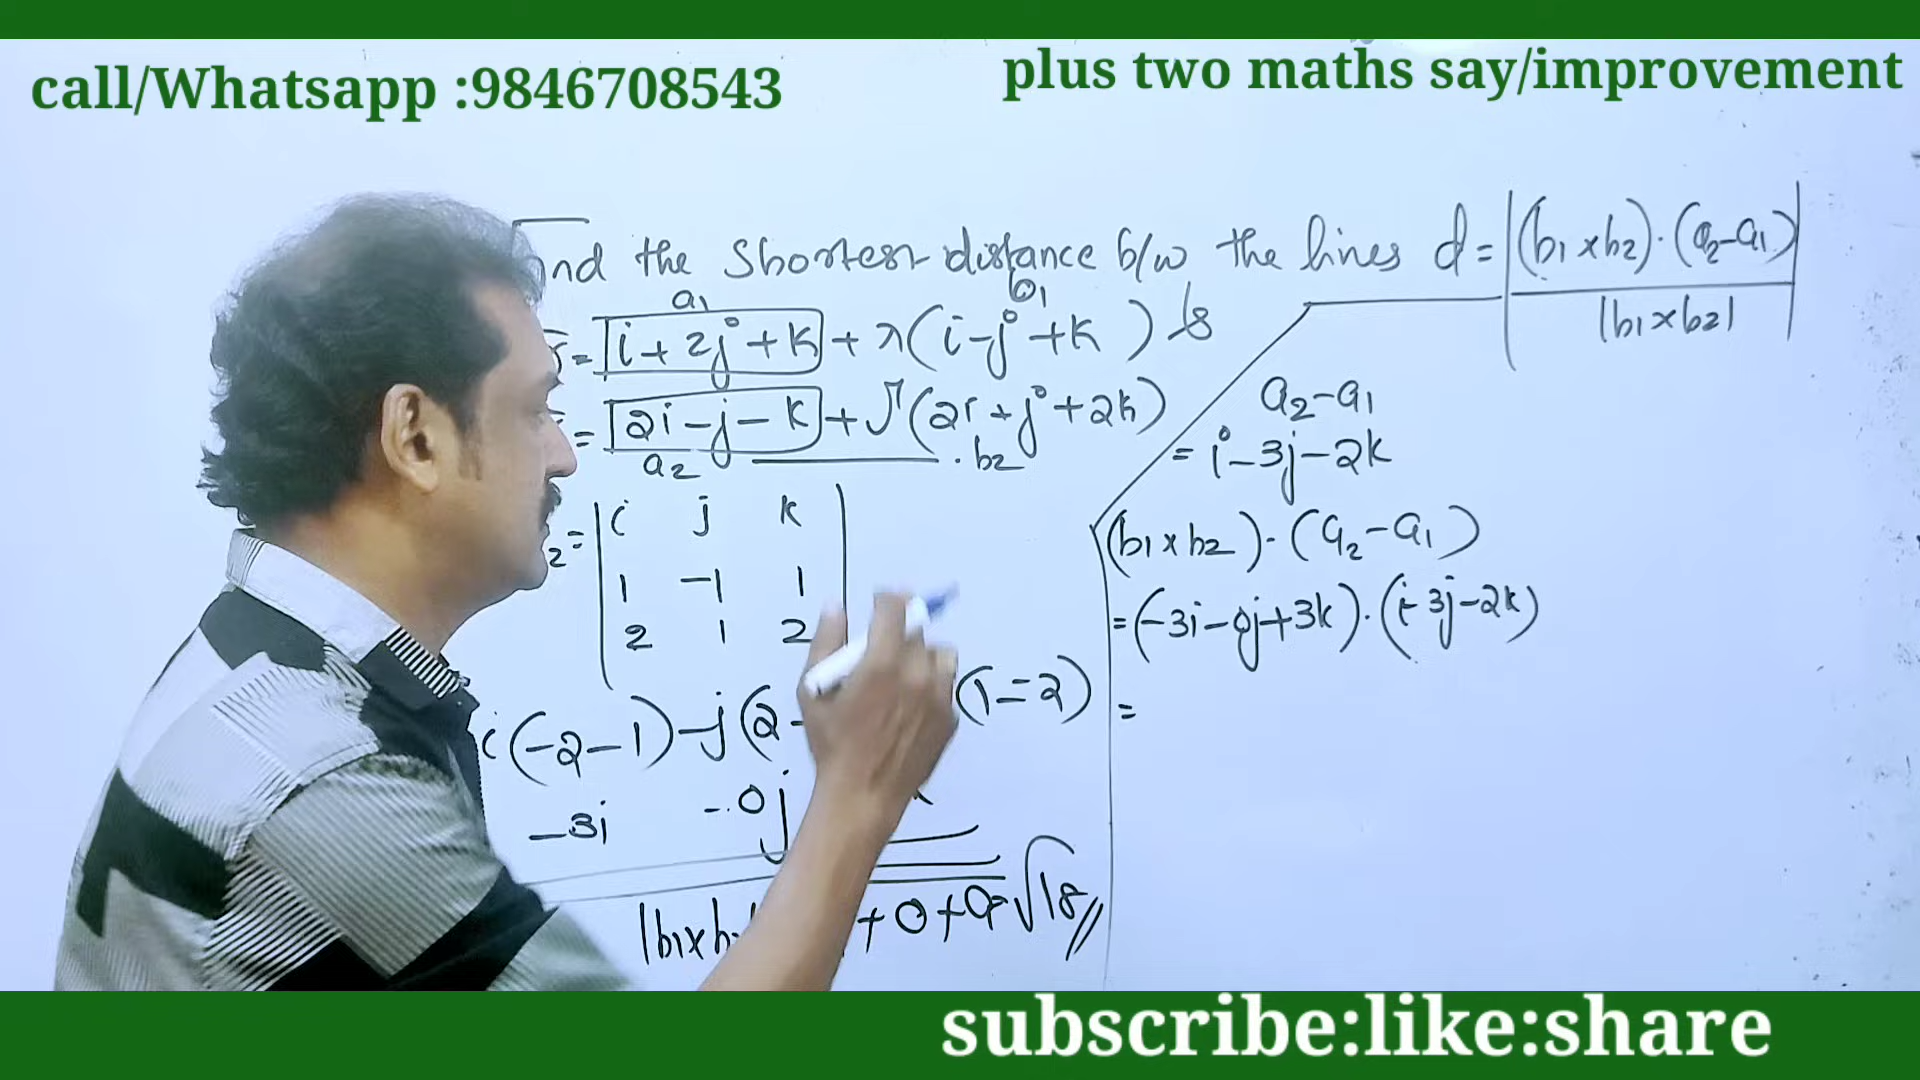 call/Whatsapp :9846708543
plus two maths say/improvement
the Shortest distance b/w the lines d = |(b1 x b2) . (a2 - a1)|
|b1 x b2|
a1
b1
= i + 2j + k + λ(i - j + k) &
= 2i - j - k + μ(2i + j + 2k)
a2
b2
a2 - a1
= i - 3j - 2k
2 = | i j k
1 -1 1
2 1 2
i(-2-1) - j(2-
(1-=2)
-3i -0j
+ 0 + 9 = √18 //
(b1 x b2) . (a2 - a1)
= (-3i - 0j + 3k) . (i - 3j - 2k)
=
subscribe:like:share